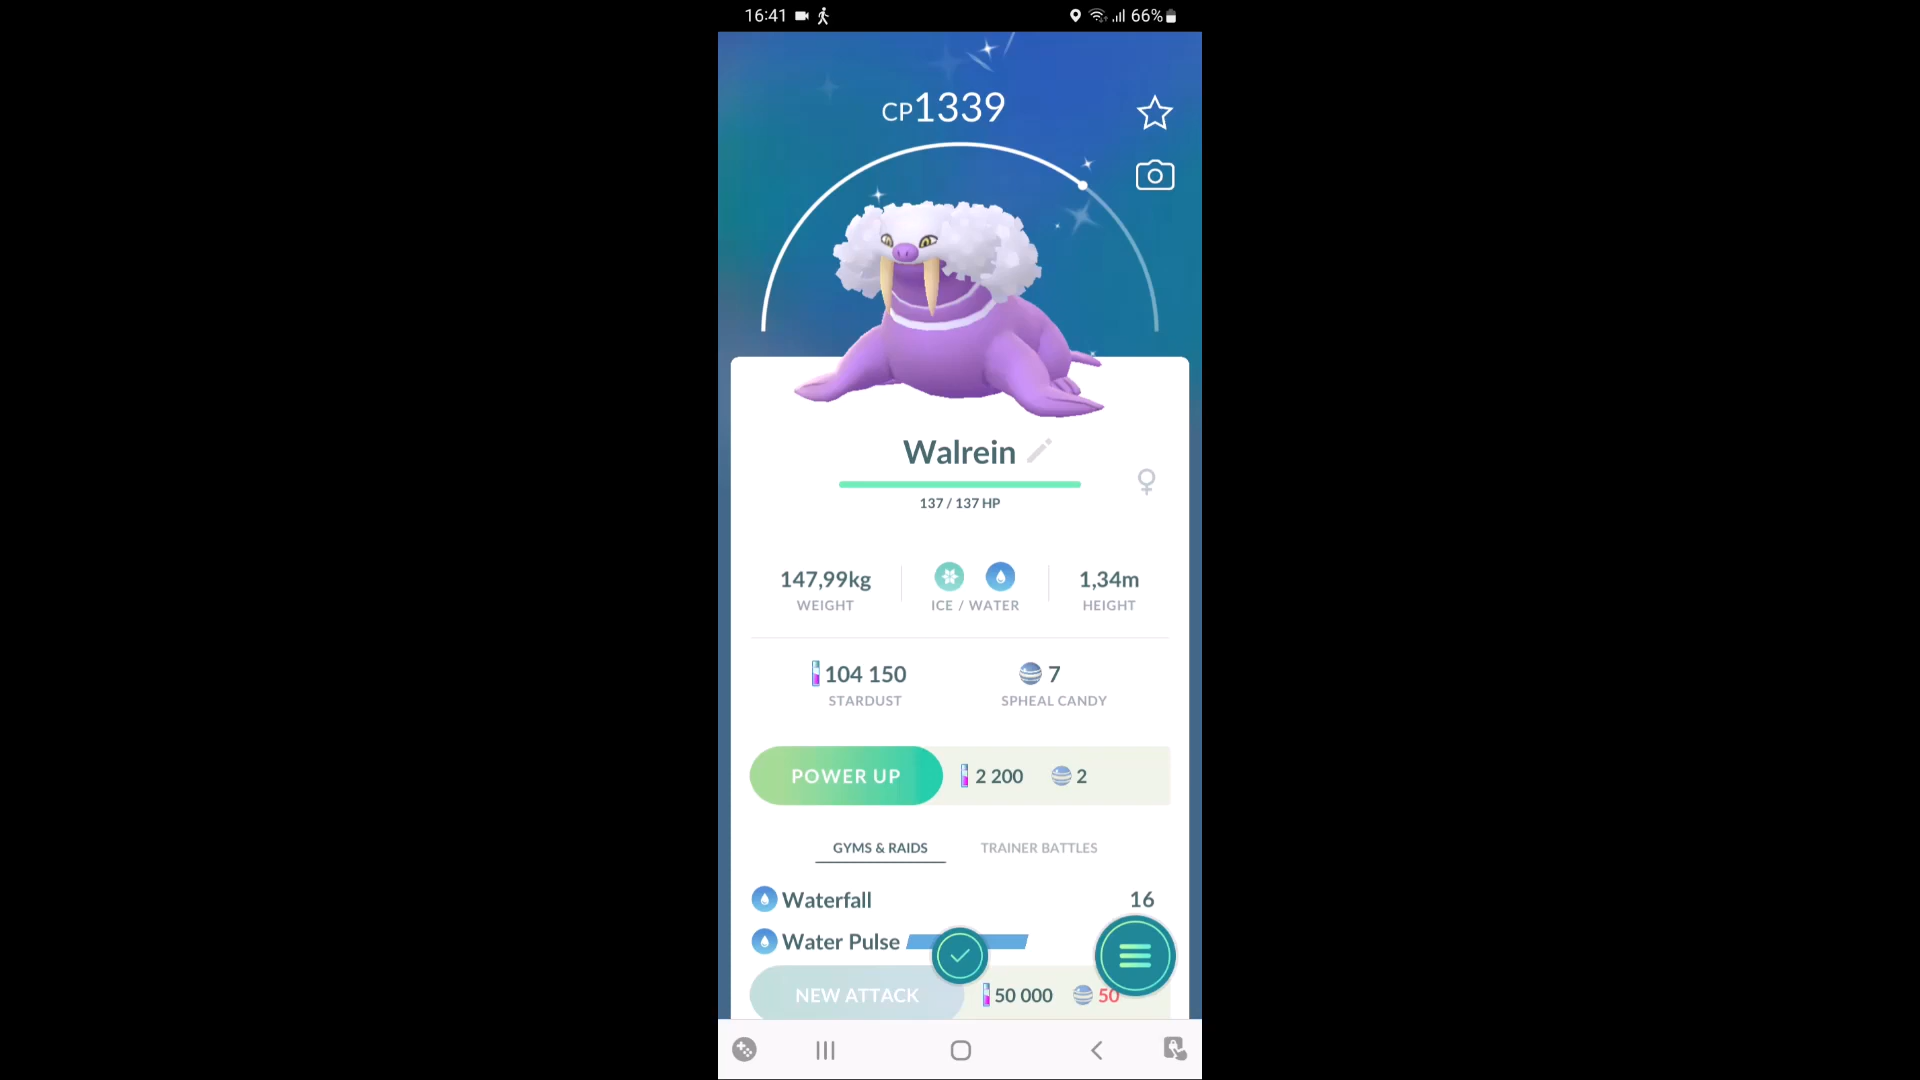 16:41 66%
CP1339
Walrein
137 / 137 HP
147,99kg 1,34m
WEIGHT ICE / WATER HEIGHT
104 150 7
STARDUST SPHEAL CANDY
POWER UP 2 200 2
GYMS & RAIDS TRAINER BATTLES
Waterfall 16
Water Pulse
NEW ATTACK 50 000 50